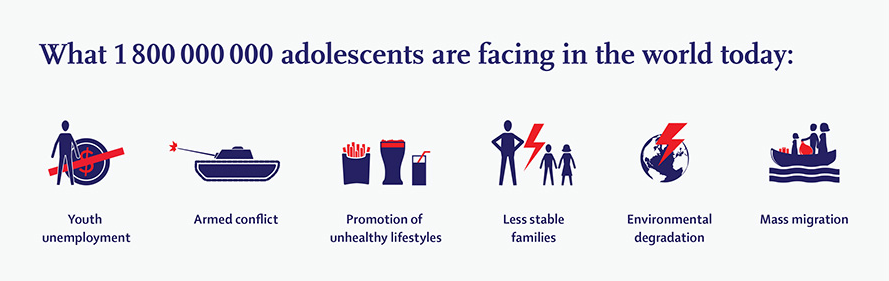 What 1 800 000 000 adolescents are facing in the world today:
$
Youth
unemployment
Armed conflict
Promotion of
unhealthy lifestyles
Less stable
families
Environmental
degradation
Mass migration